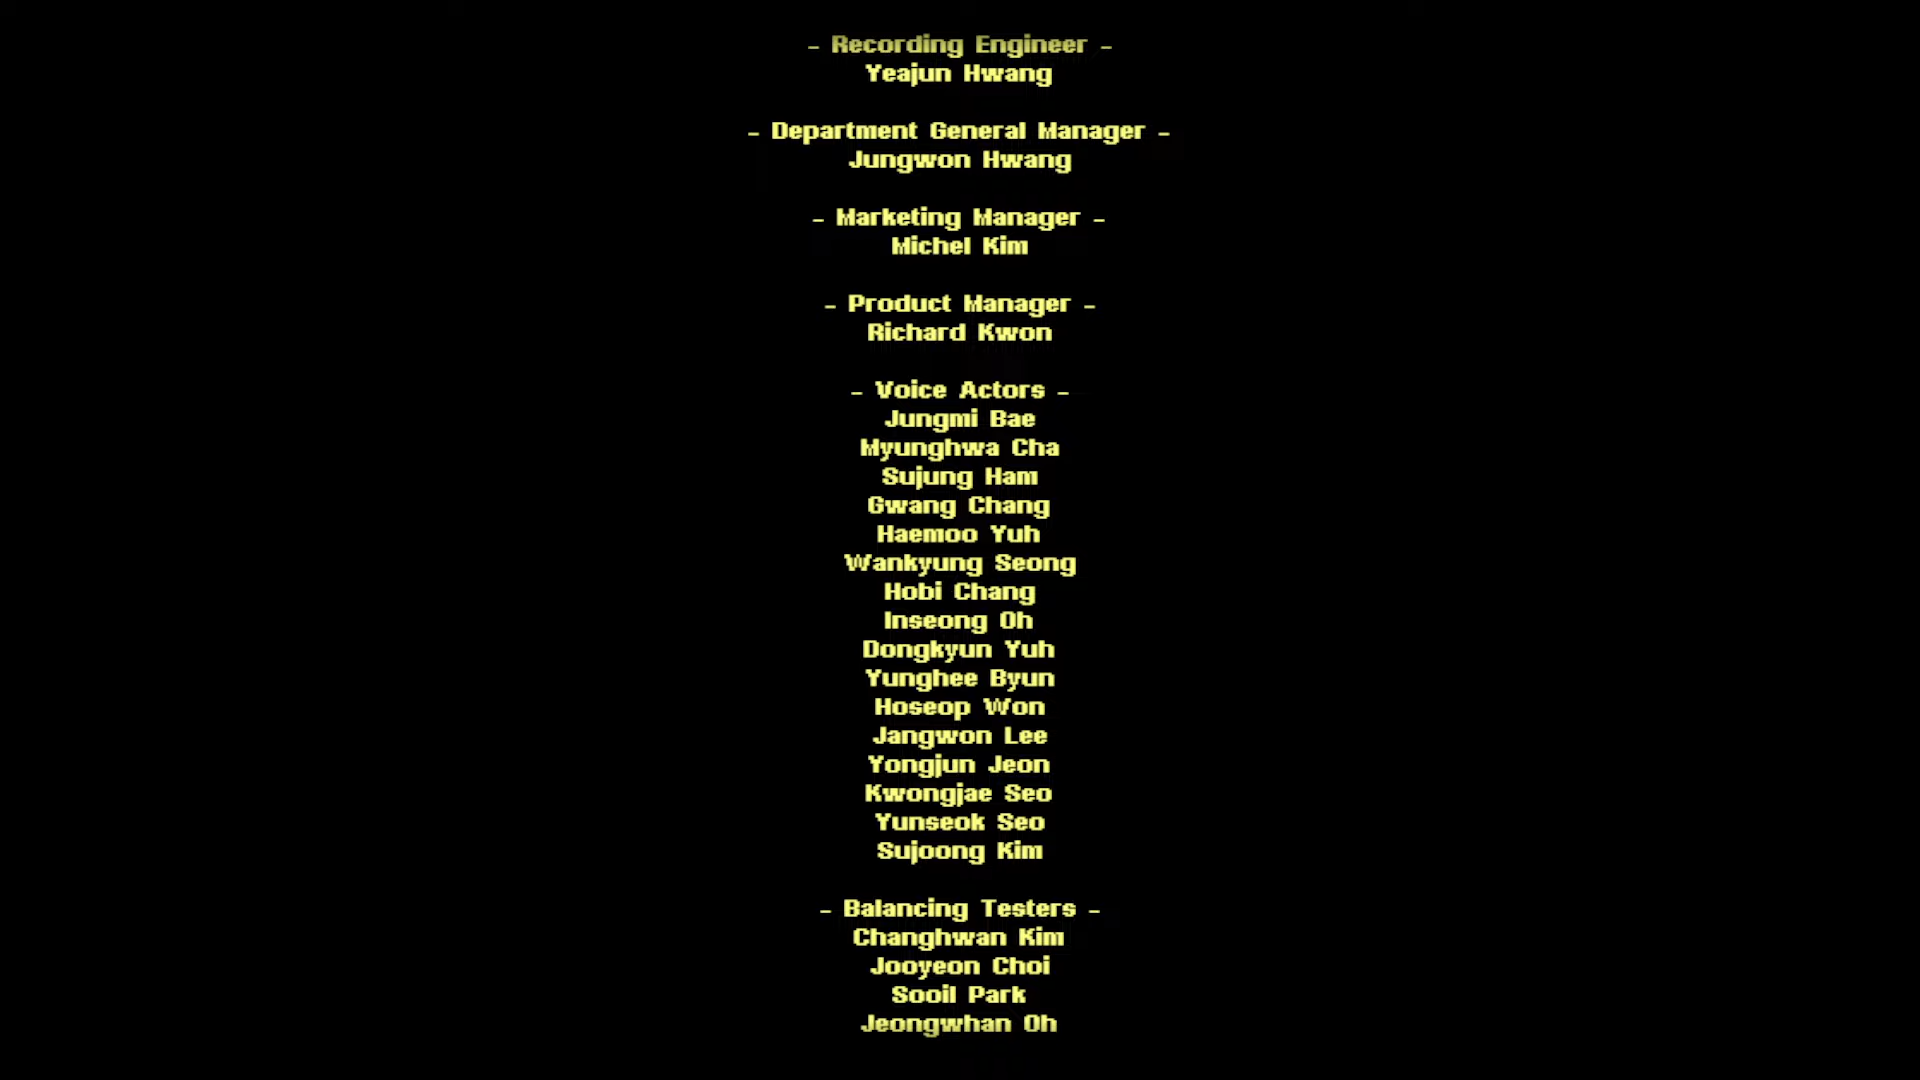 - Recording Engineer -
Yeajun Hwang
- Department General Manager -
Jungwon Hwang
- Marketing Manager -
Michel Kim
- Product Manager -
Richard Kwon
- Voice Actors -
Jungmi Bae
Myunghwa Cha
Sujung Ham
Gwang Chang
Haemoo Yuh
Wankyung Seong
Hobi Chang
Inseong Oh
Dongkyun Yuh
Yunghee Byun
Hoseop Won
Jangwon Lee
Yongjun Jeon
Kwongjae Seo
Yunseok Seo
Sujoong Kim
- Balancing Testers -
Changhwan Kim
Jooyeon Choi
Sooil Park
Jeongwhan Oh